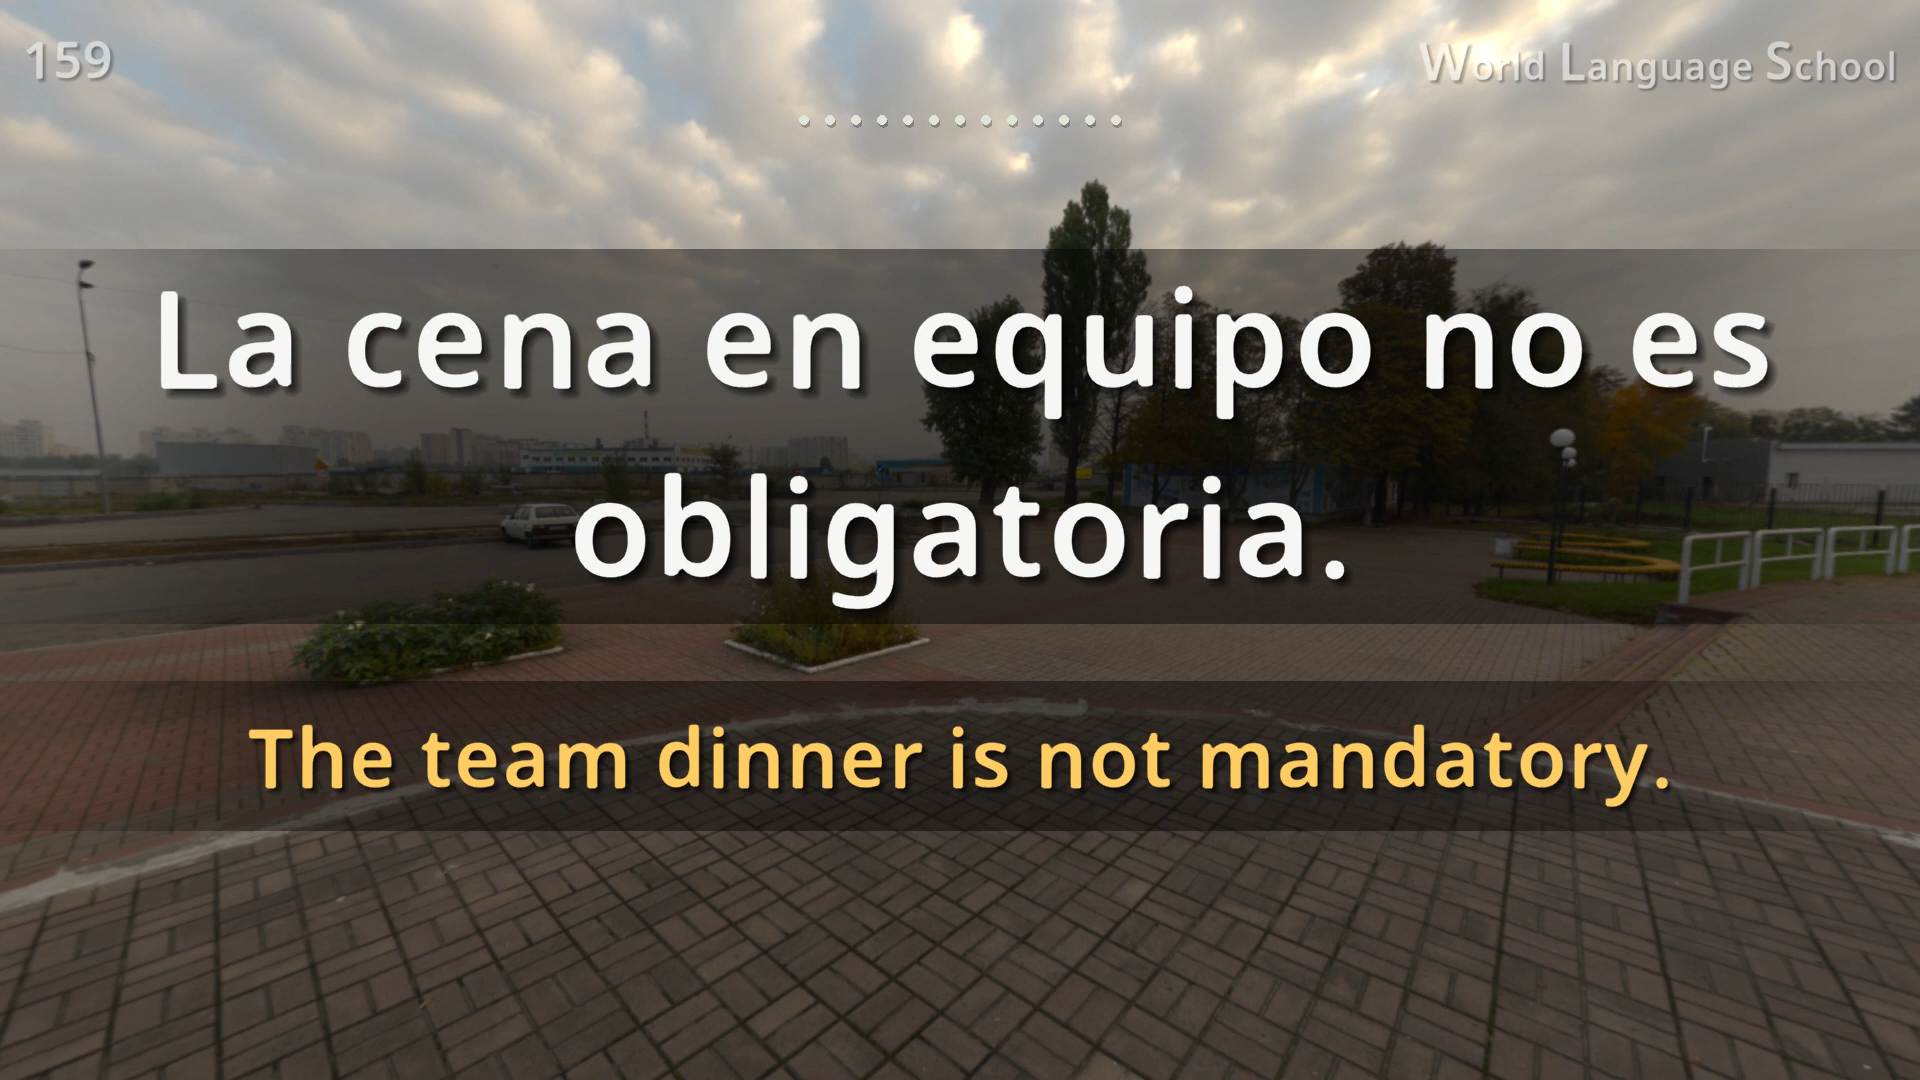 159
World Language School
La cena en equipo no es
obligatoria.
The team dinner is not mandatory.